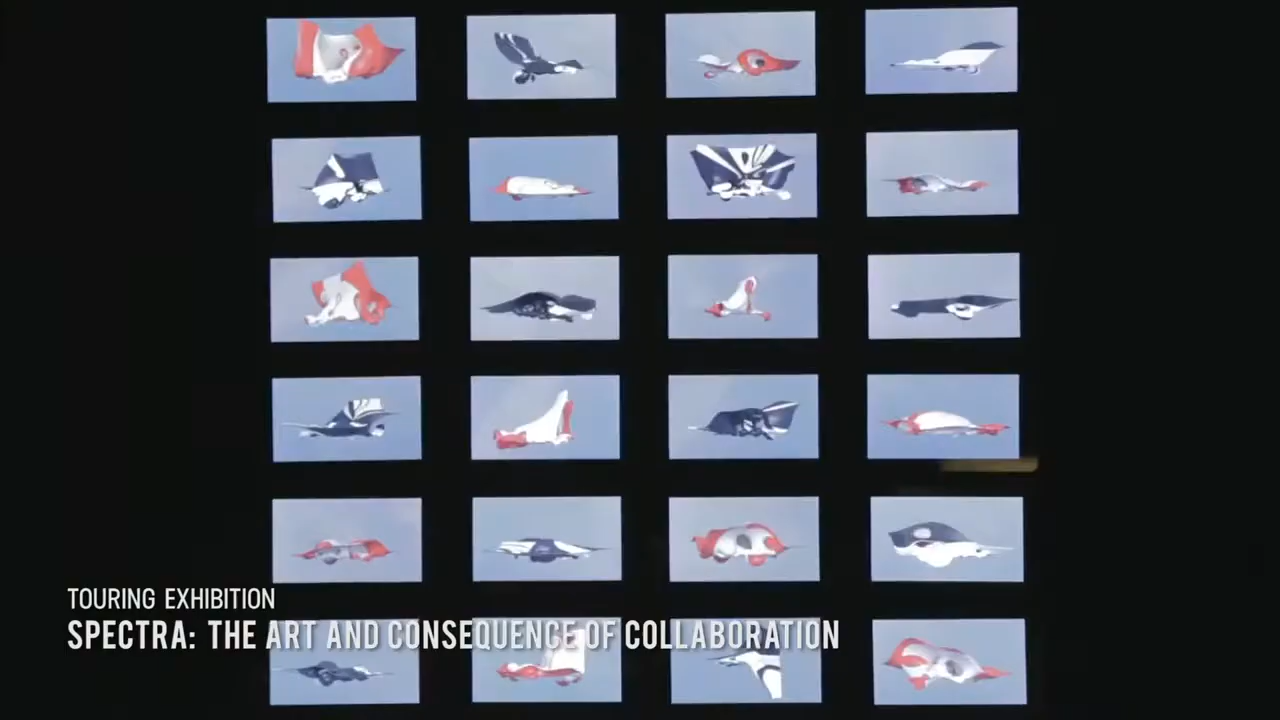 TOURING EXHIBITION
SPECTRA: THE ART AND CONSEQUENCE OF COLLABORATION